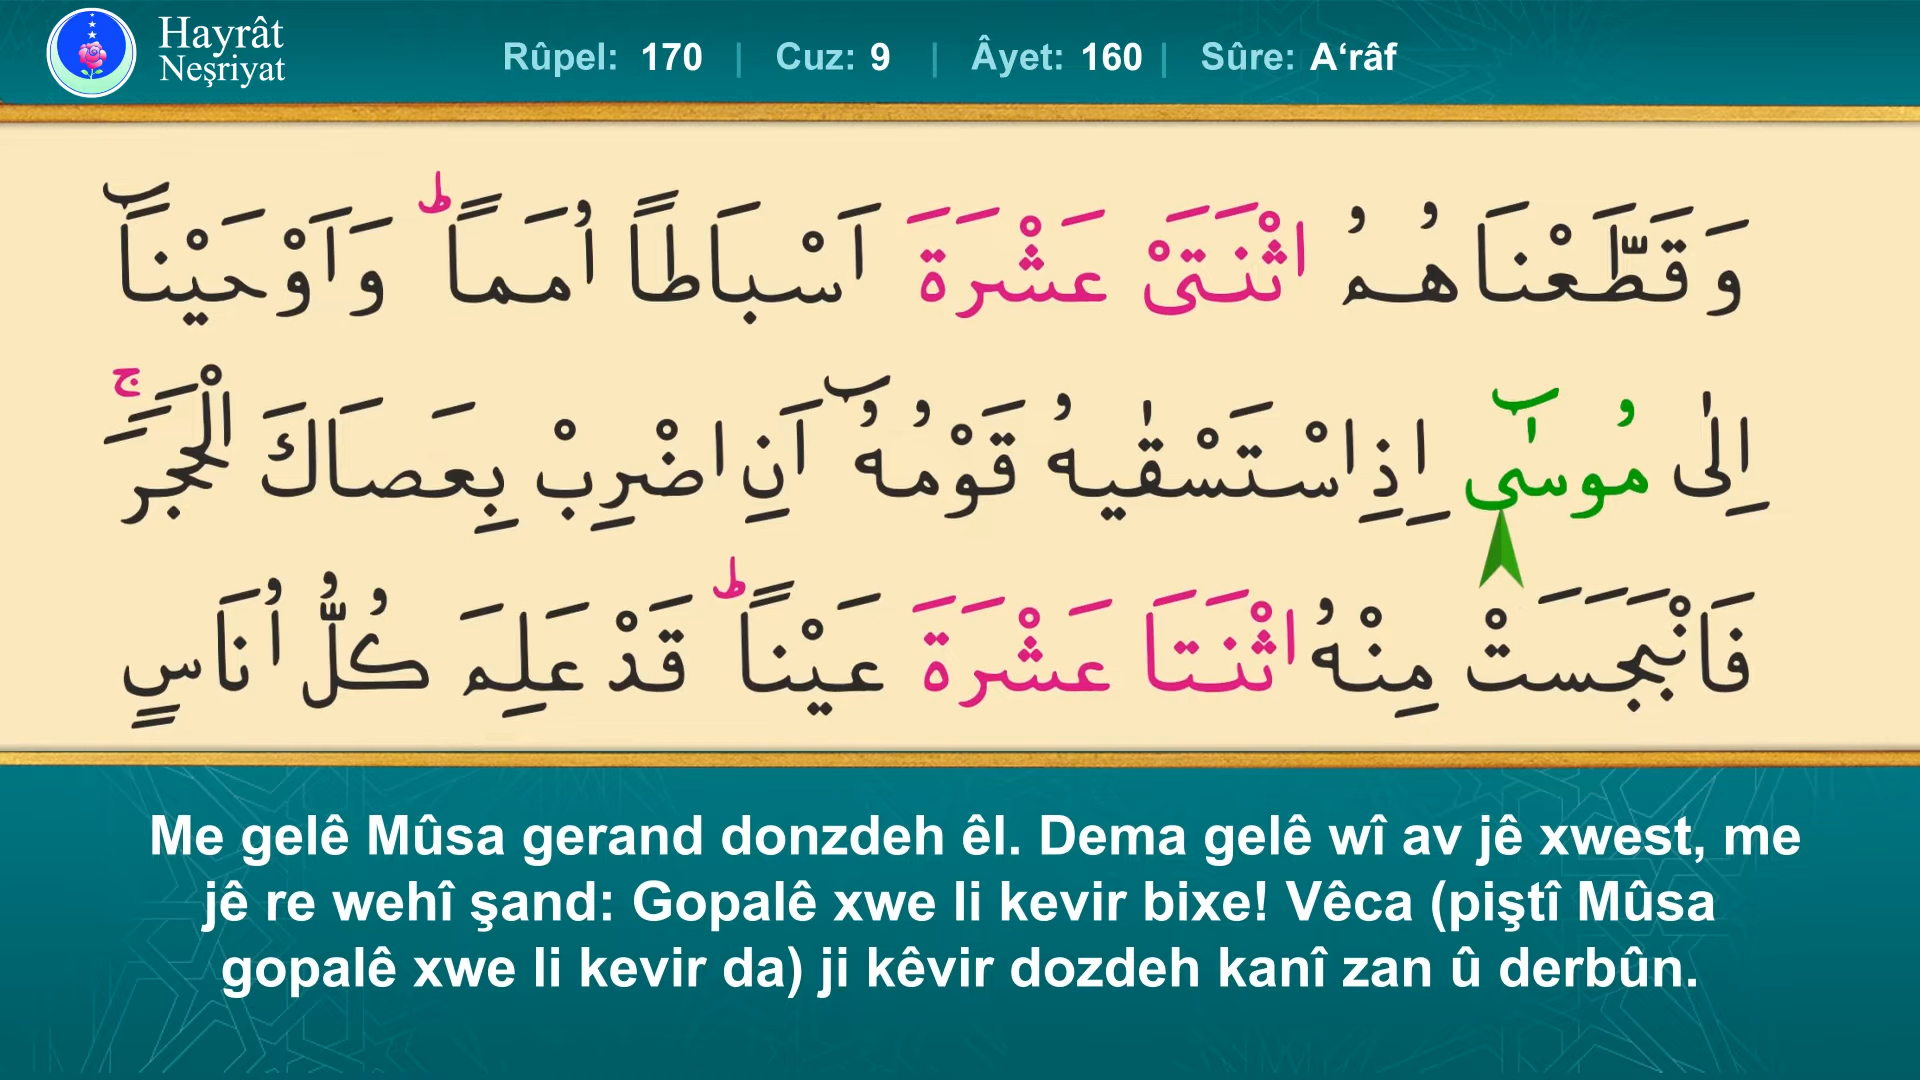 Hayrât
Neşriyat
Rûpel: 170 | Cuz: 9 | Âyet: 160 | Sûre: A‘râf
وَقَطَّعْنَاهُمُ اثْنَتَىْ عَشْرَةَ اَسْبَاطًا اُمَمًا ۜ وَاَوْحَيْنَٓا
اِلٰى مُوسٰٓى اِذِ اسْتَسْقٰيهُ قَوْمُهُٓ اَنِ اضْرِبْ بِعَصَاكَ الْحَجَرَۚ
فَانْبَجَسَتْ مِنْهُ اثْنَتَا عَشْرَةَ عَيْنًاۜ قَدْ عَلِمَ كُلُّ اُنَاسٍ
Me gelê Mûsa gerand donzdeh êl. Dema gelê wî av jê xwest, me
jê re wehî şand: Gopalê xwe li kevir bixe! Vêca (piştî Mûsa
gopalê xwe li kevir da) ji kêvir dozdeh kanî zan û derbûn.